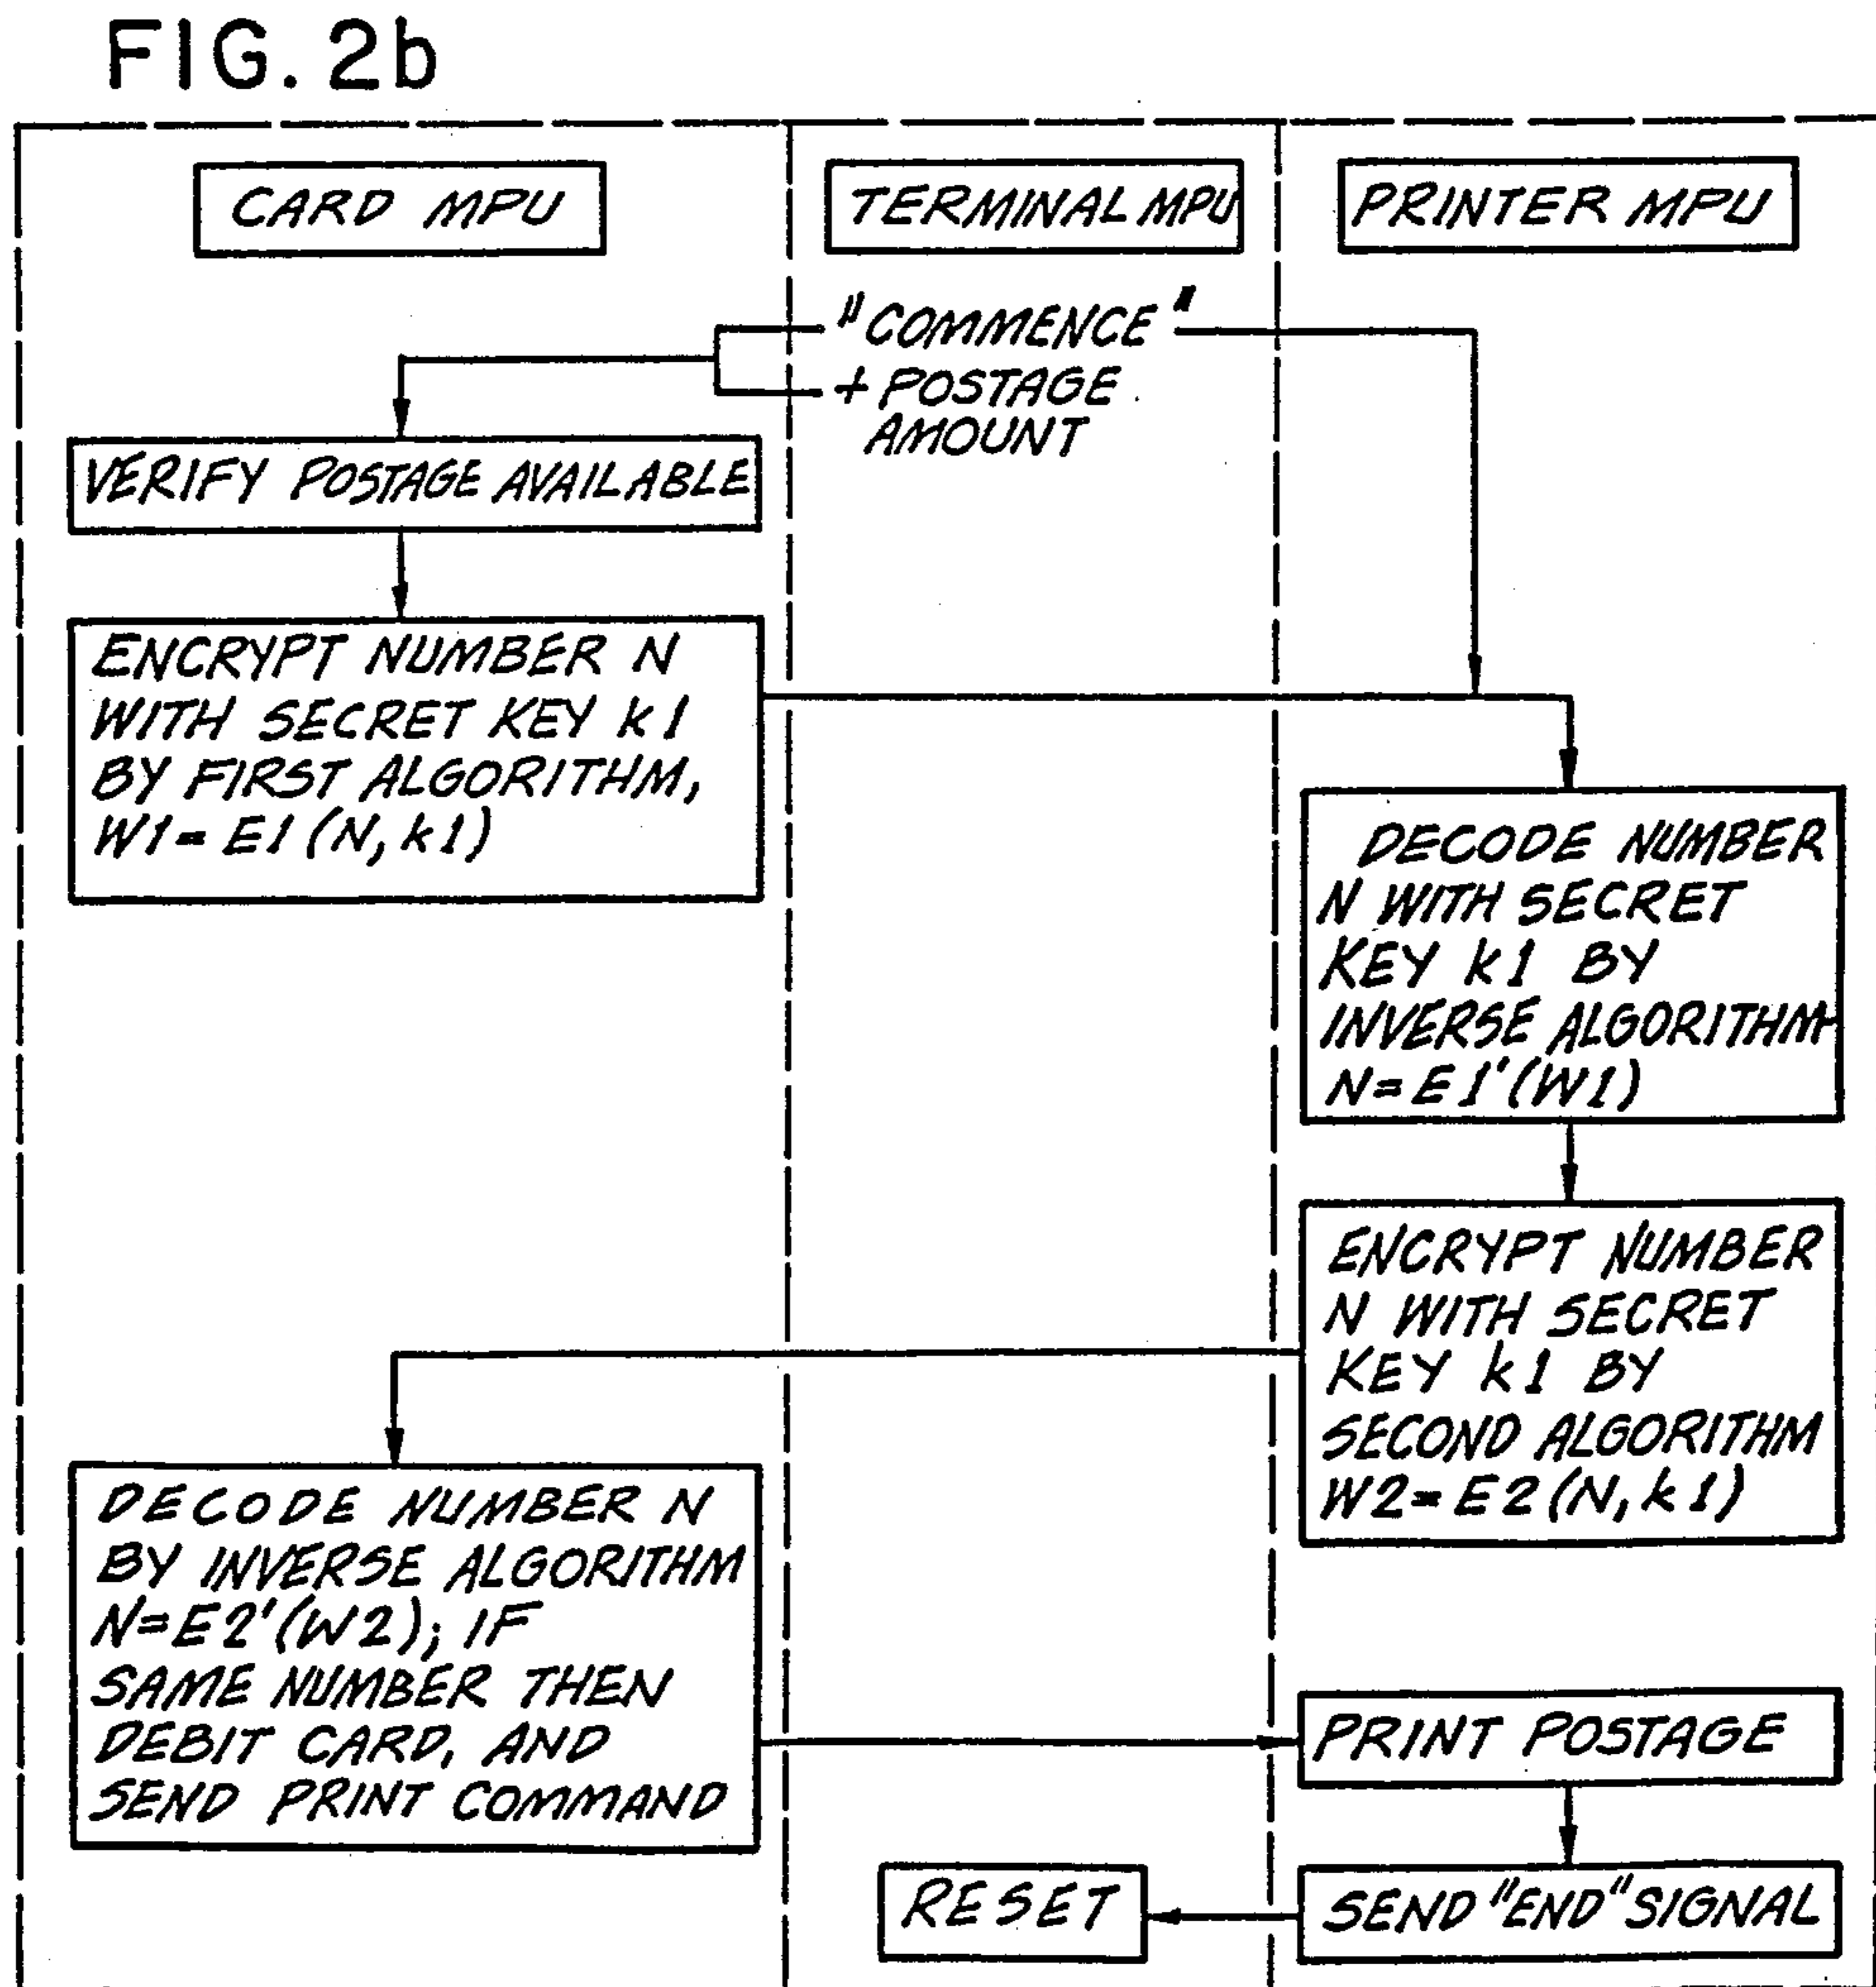 FIG. 2b
CARD MPU
TERMINAL MPU
PRINTER MPU
"COMMENCE"
+ POSTAGE
AMOUNT
VERIFY POSTAGE AVAILABLE
ENCRYPT NUMBER N
WITH SECRET KEY k1
BY FIRST ALGORITHM,
W1 = E1 (N, k1)
DECODE NUMBER
N WITH SECRET
KEY k1 BY
INVERSE ALGORITHM
N = E1' (W1)
ENCRYPT NUMBER
N WITH SECRET
KEY k1 BY
SECOND ALGORITHM
W2 = E2 (N, k1)
DECODE NUMBER N
BY INVERSE ALGORITHM
N = E2' (W2); IF
SAME NUMBER THEN
DEBIT CARD, AND
SEND PRINT COMMAND
PRINT POSTAGE
SEND "END" SIGNAL
RESET